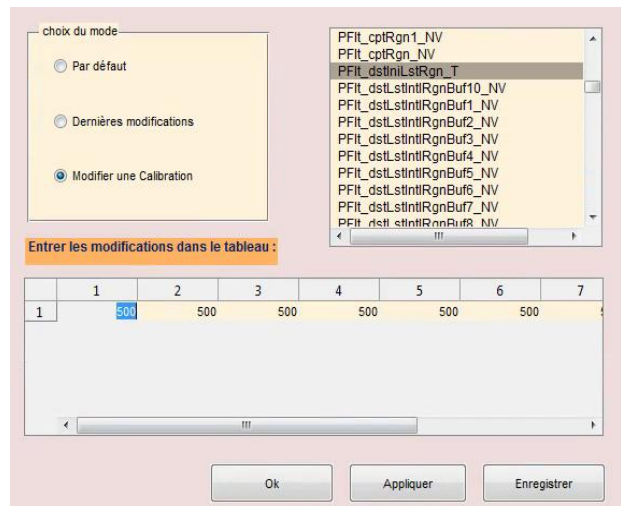 choix du mode
Par défaut
Dernières modifications
Modifier une Calibration
PFlt_cptRgn1_NV
PFlt_cptRgn_NV
PFlt_dstIniLstRgn_T
PFlt_dstLstIntlRgnBuf10_NV
PFlt_dstLstIntlRgnBuf1_NV
PFlt_dstLstIntlRgnBuf2_NV
PFlt_dstLstIntlRgnBuf3_NV
PFlt_dstLstIntlRgnBuf4_NV
PFlt_dstLstIntlRgnBuf5_NV
PFlt_dstLstIntlRgnBuf6_NV
PFlt_dstLstIntlRgnBuf7_NV
PFlt_dstLstIntlRgnBuf8_NV
Entrer les modifications dans le tableau :
1 2 3 4 5 6 7
1 500 500 500 500 500 500
Ok Appliquer Enregistrer